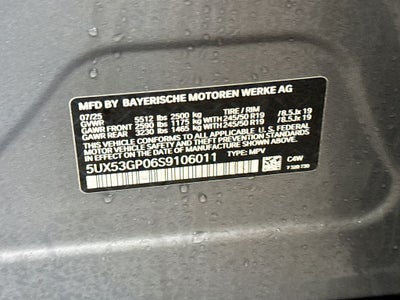 MFD BY BAYERISCHE MOTOREN WERKE AG
07/25 5512 lbs 2500 kg TIRE / RIM
GVWR
GAWR FRONT 2590 lbs 1175 kg WITH 245/50 R19 / 8.5Jx 19
GAWR REAR 3230 lbs 1465 kg WITH 245/50 R19 / 8.5Jx 19
THIS VEHICLE CONFORMS TO ALL APPLICABLE U.S. FEDERAL
MOTOR VEHICLE SAFETY AND THEFT PREVENTION STANDARDS
IN EFFECT ON THE DATE OF MANUFACTURE SHOWN ABOVE.
5UX53GP06S9106011 C4W
TYPE: MPV